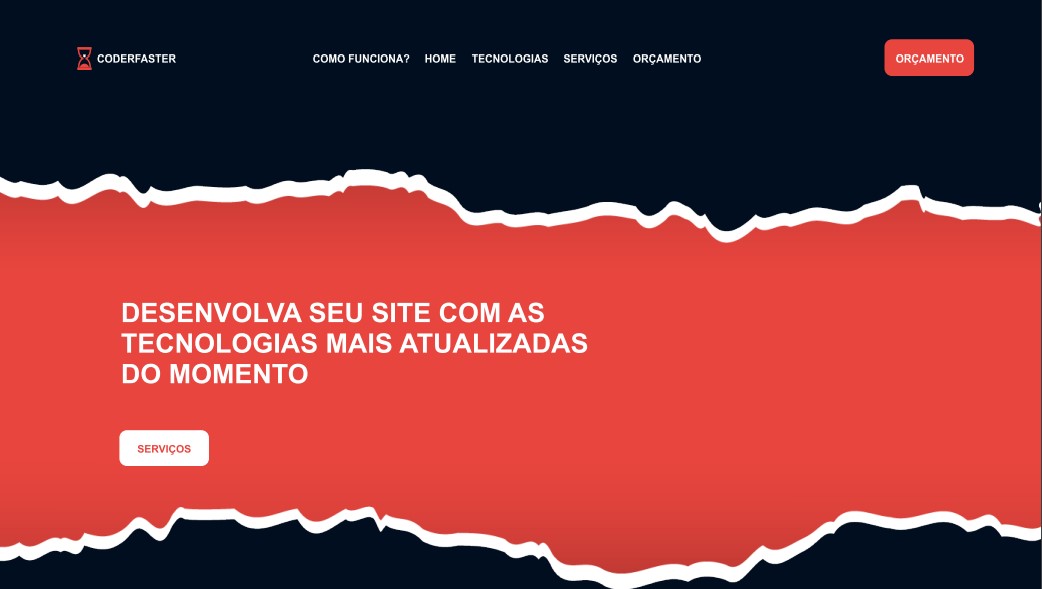 CODERFASTER
COMO FUNCIONA? HOME TECNOLOGIAS SERVIÇOS ORÇAMENTO
ORÇAMENTO
DESENVOLVA SEU SITE COM AS
TECNOLOGIAS MAIS ATUALIZADAS
DO MOMENTO
SERVIÇOS